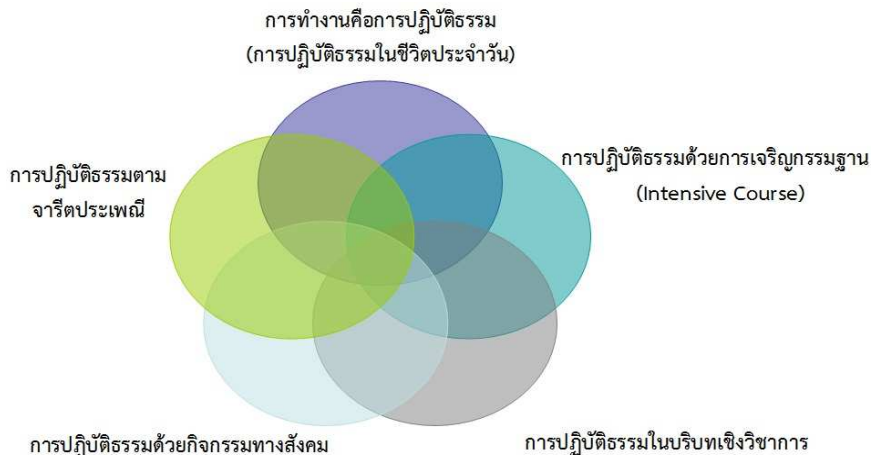 การทำงานคือการปฏิบัติธรรม
(การปฏิบัติธรรมในชีวิตประจำวัน)
การปฏิบัติธรรมด้วยการเจริญกรรมฐาน
(Intensive Course)
การปฏิบัติธรรมตาม
จารีตประเพณี
การปฏิบัติธรรมด้วยกิจกรรมทางสังคม
การปฏิบัติธรรมในบริบทเชิงวิชาการ